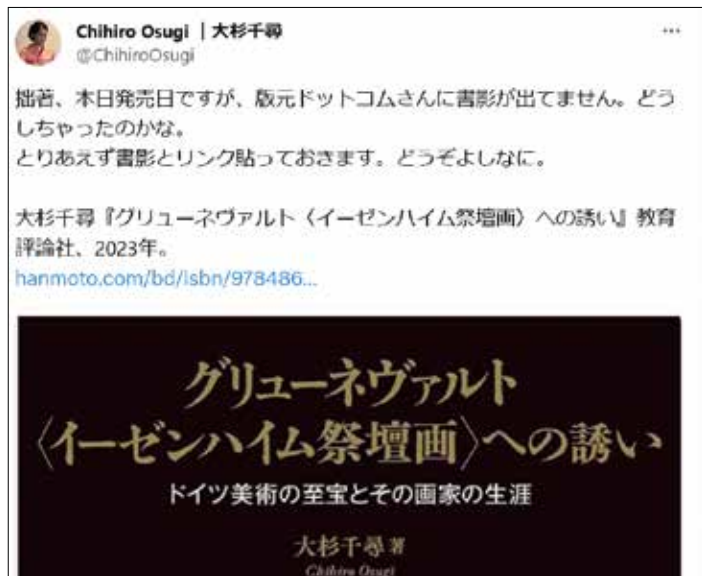 Chihiro Osugi ｜大杉千尋
@ChihiroOsugi
拙著、本日発売日ですが、版元ドットコムさんに書影が出てません。どう
しちゃったのかな。
とりあえず書影とリンク貼っておきます。どうぞよしなに。
大杉千尋『グリューネヴァルト〈イーゼンハイム祭壇画〉への誘い』教育
評論社、2023年。
hanmoto.com/bd/isbn/978486...
グリューネヴァルト
〈イーゼンハイム祭壇画〉への誘い
ドイツ美術の至宝とその画家の生涯
大杉千尋 著
Chihiro Osugi